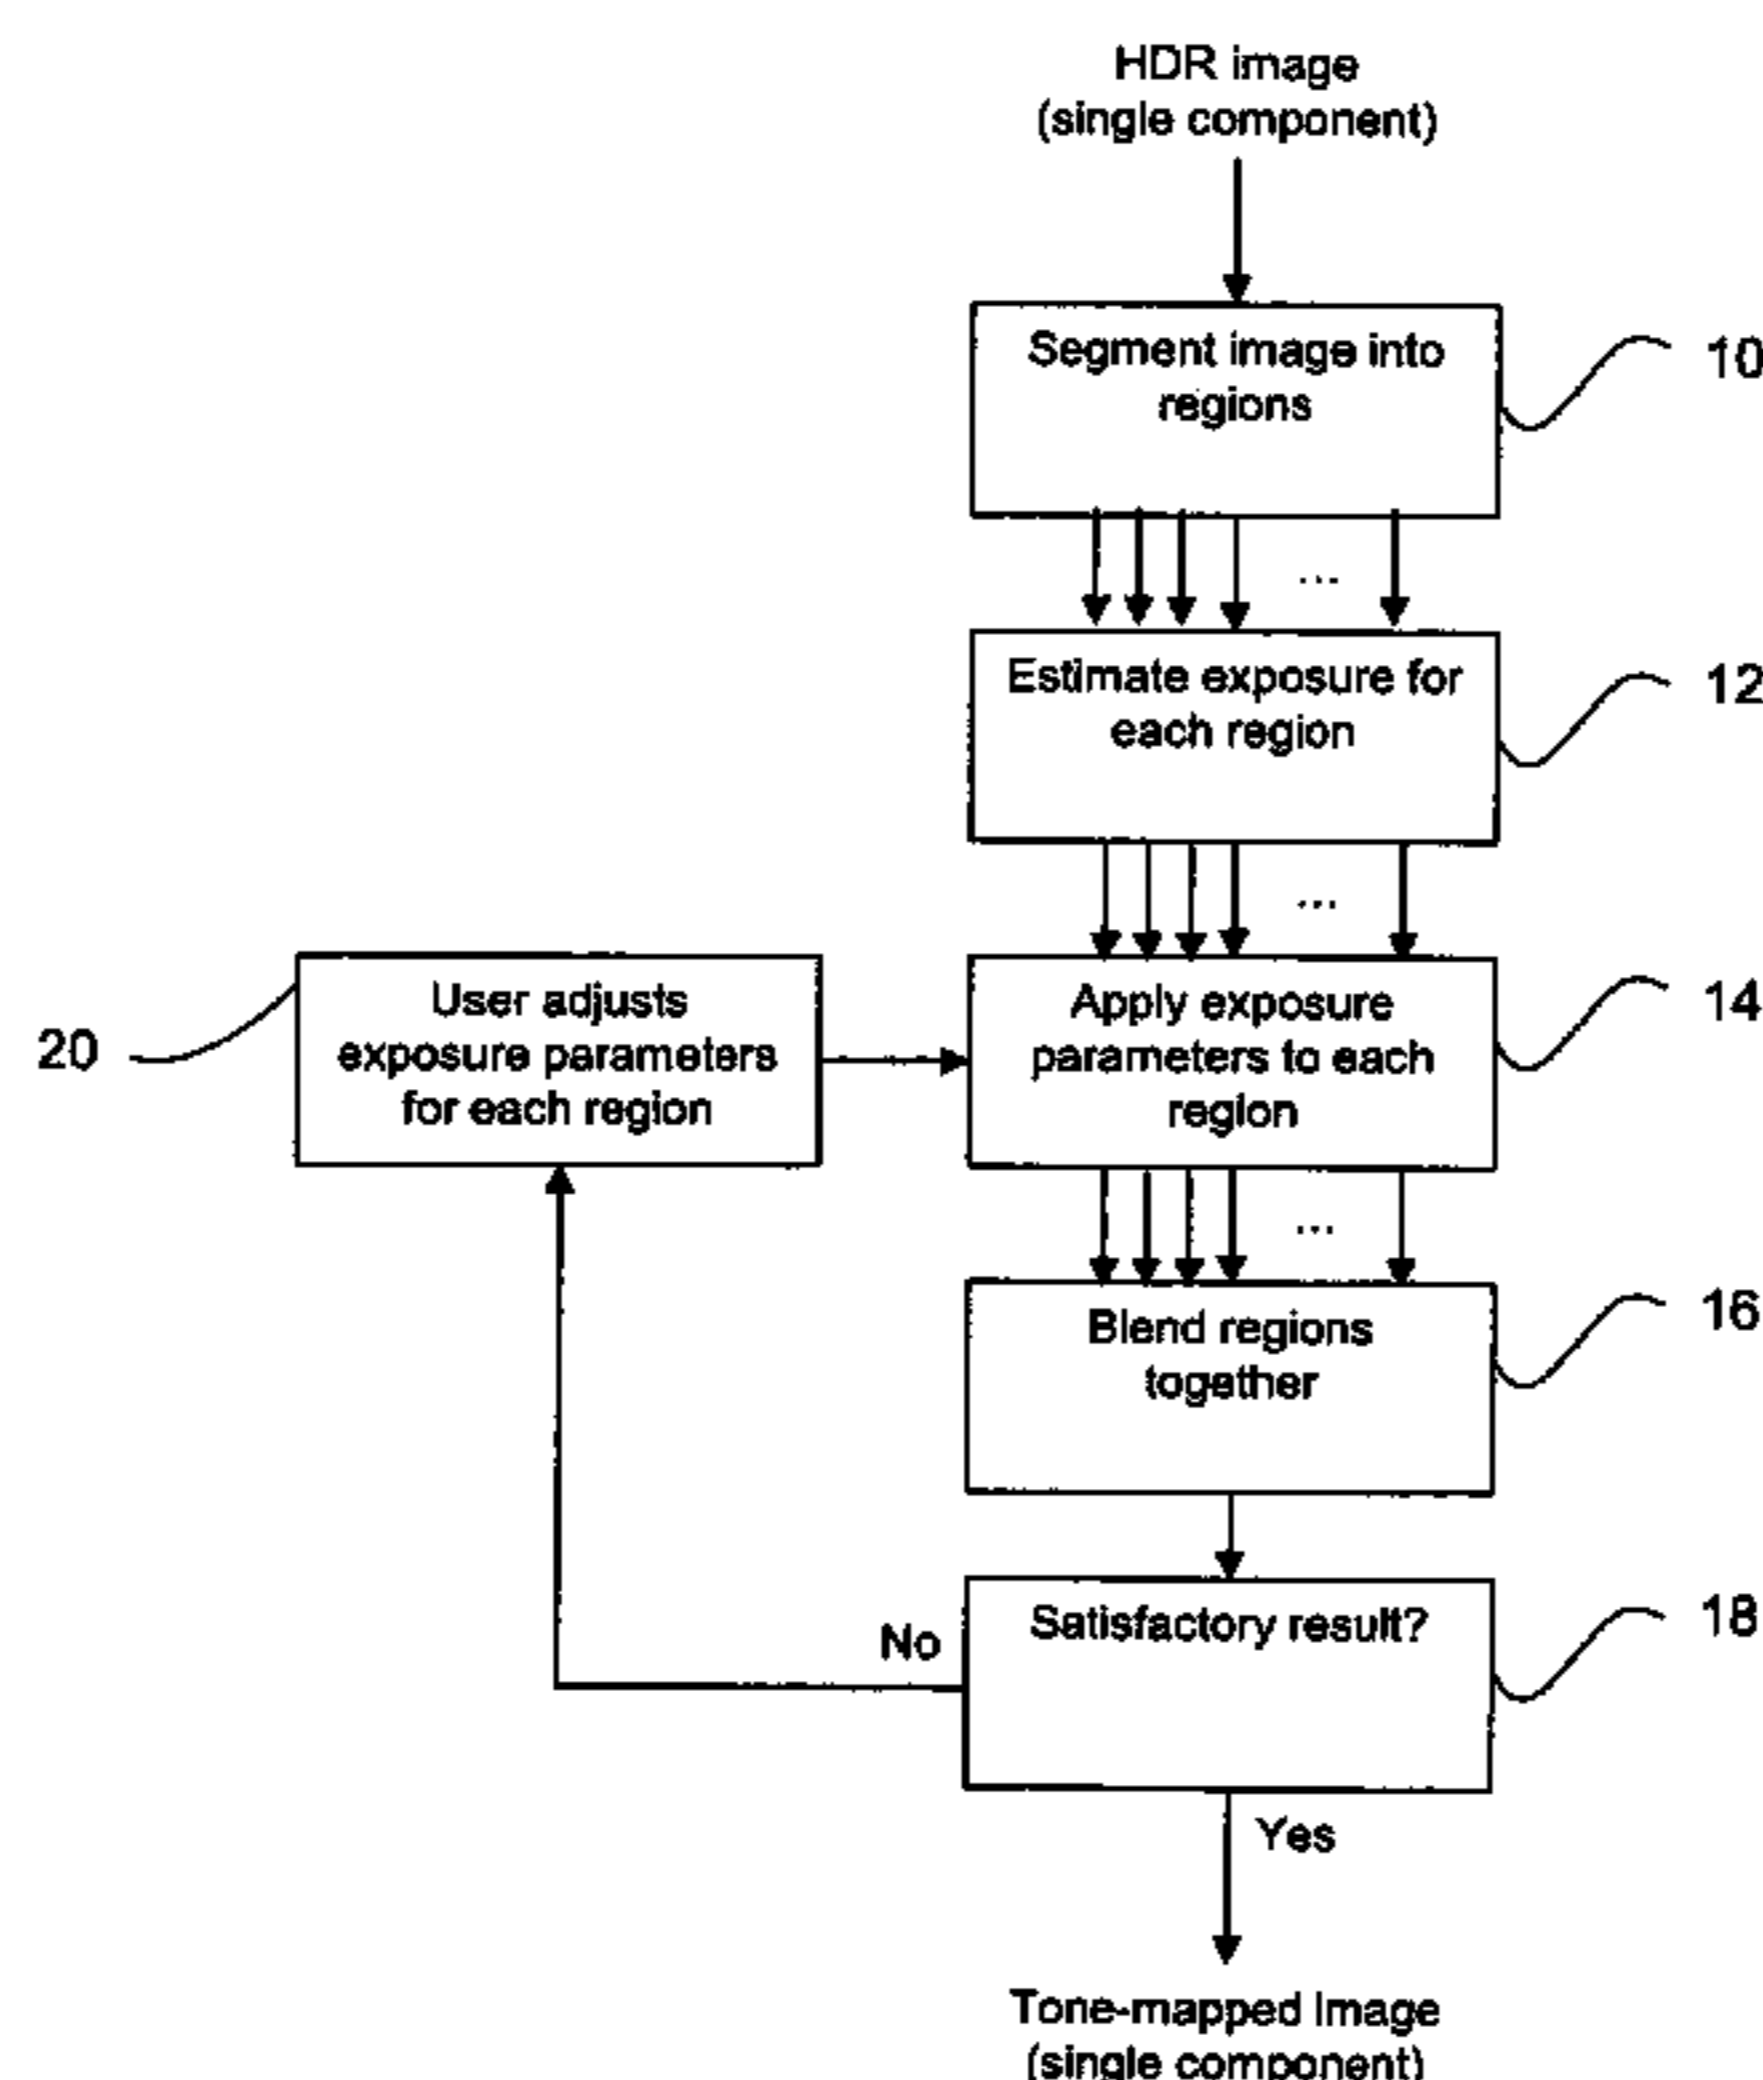 HDR image
(single component)
Segment image into
regions
10
Estimate exposure for
each region
12
...
User adjusts
exposure parameters
for each region
20
Apply exposure
parameters to each
region
14
...
Blend regions
together
16
...
Satisfactory result?
18
No
Yes
Tone-mapped Image
(single component)